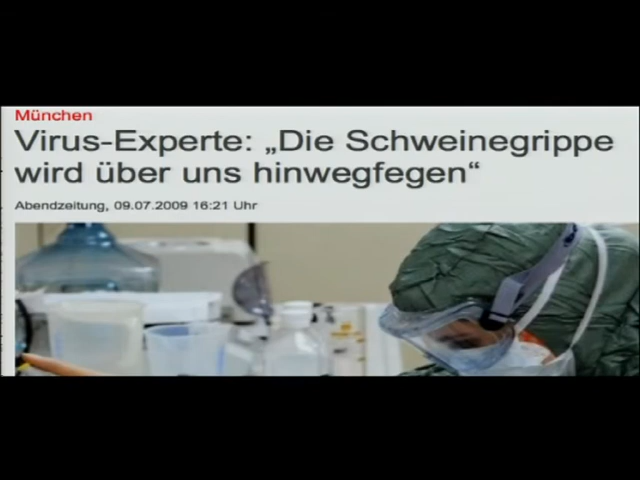 München
Virus-Experte: „Die Schweinegrippe
wird über uns hinwegfegen“
Abendzeitung, 09.07.2009 16:21 Uhr